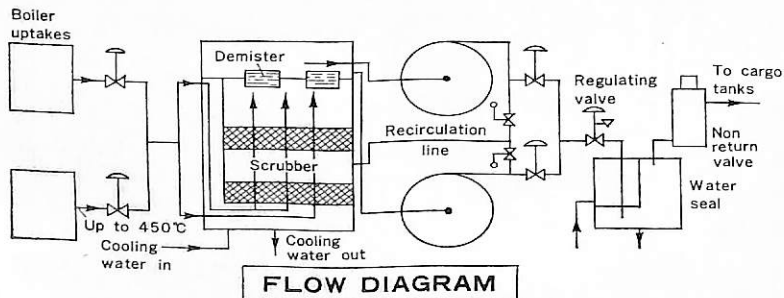 Boiler
uptakes
Demister
Scrubber
Up to 450°C
Cooling
water in
Cooling
water out
Recirculation
line
Regulating
valve
To cargo
tanks
Non
return
valve
Water
seal
FLOW DIAGRAM